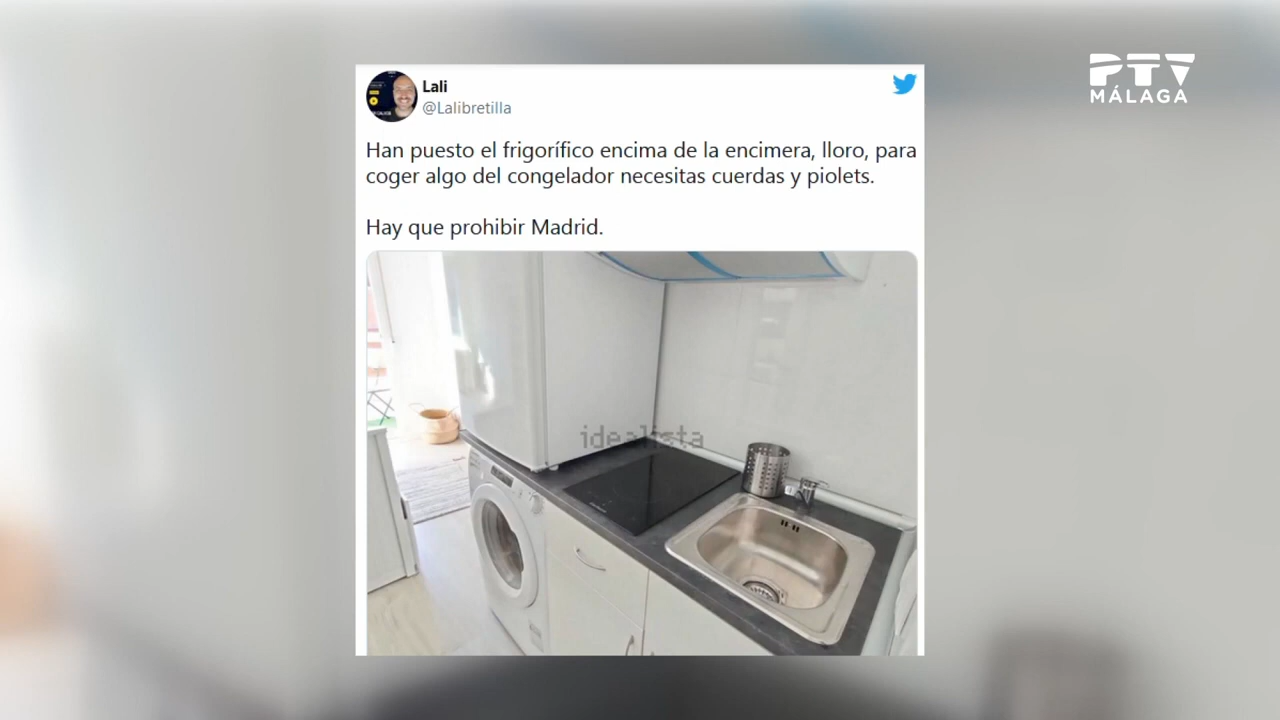 PTV
MÁLAGA
Lali
@Lalibretilla
Han puesto el frigorífico encima de la encimera, lloro, para
coger algo del congelador necesitas cuerdas y piolets.
Hay que prohibir Madrid.
idealista